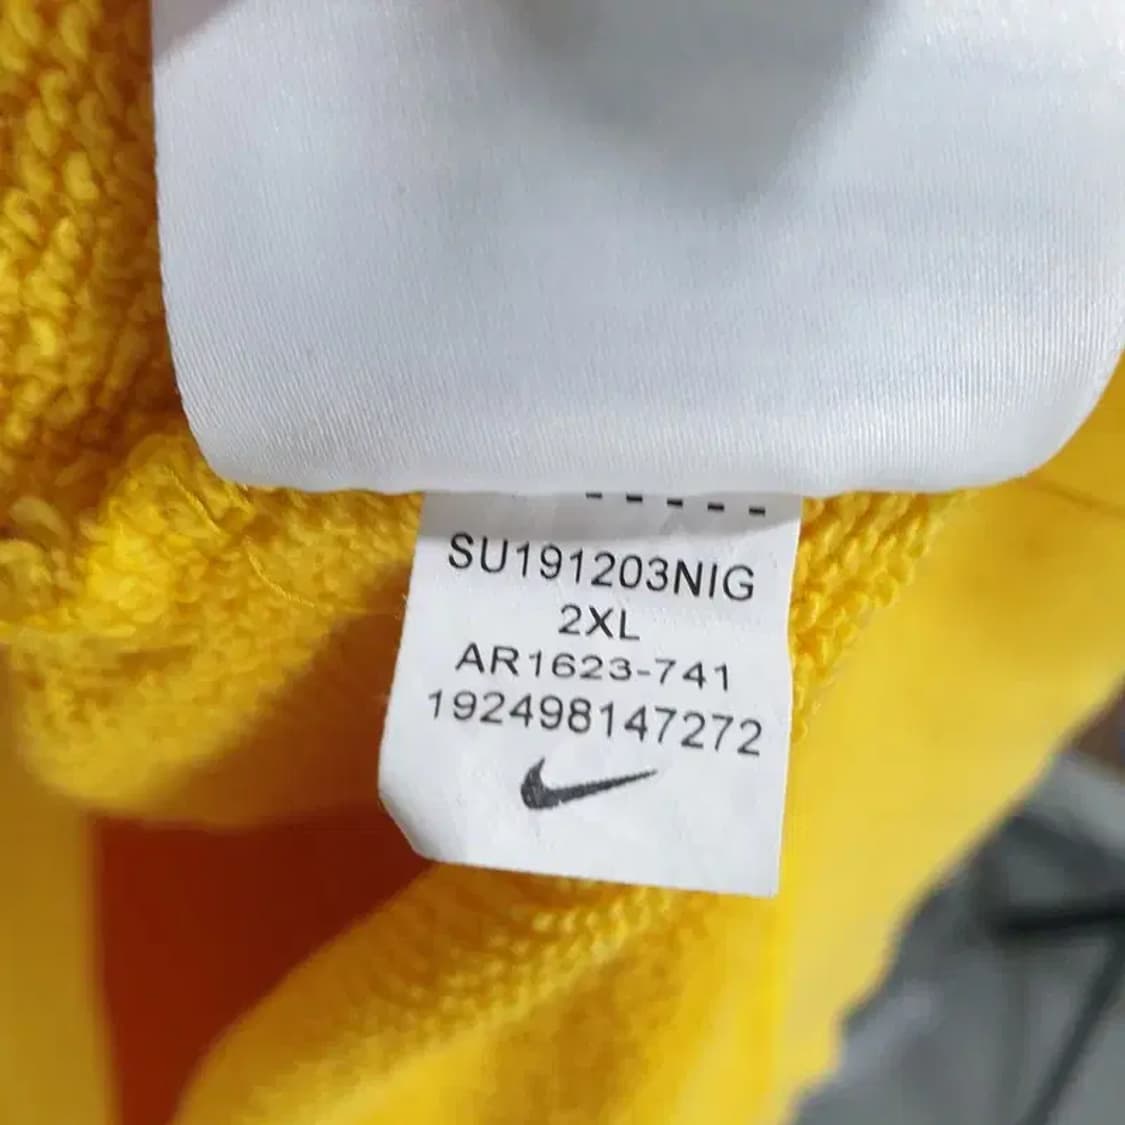 - - - - -
SU191203NIG
2XL
AR1623-741
192498147272